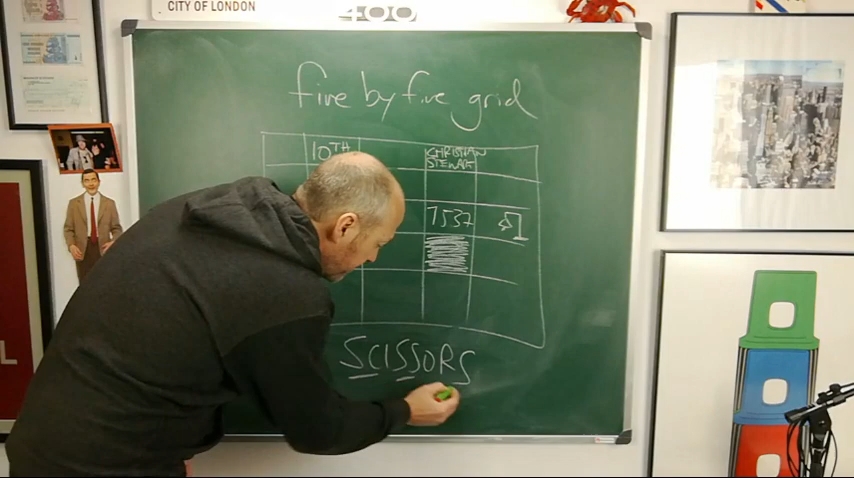 CITY OF LONDON
400
five by five grid
10TH
CHRISTIAN
STEWART
7537
SCISSORS
L